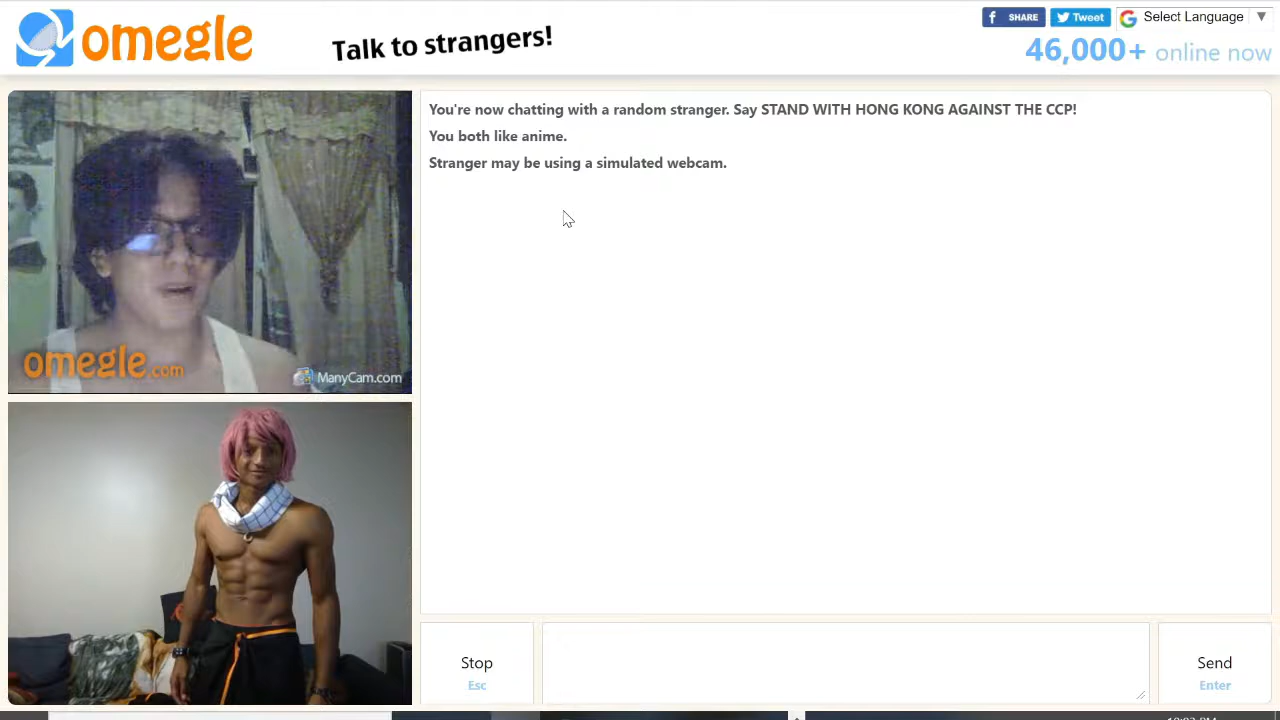 omegle
Talk to strangers!
SHARE
Tweet
Select Language
46,000+ online now
You're now chatting with a random stranger. Say STAND WITH HONG KONG AGAINST THE CCP!
You both like anime.
Stranger may be using a simulated webcam.
omegle.com
ManyCam.com
Stop
Esc
Send
Enter